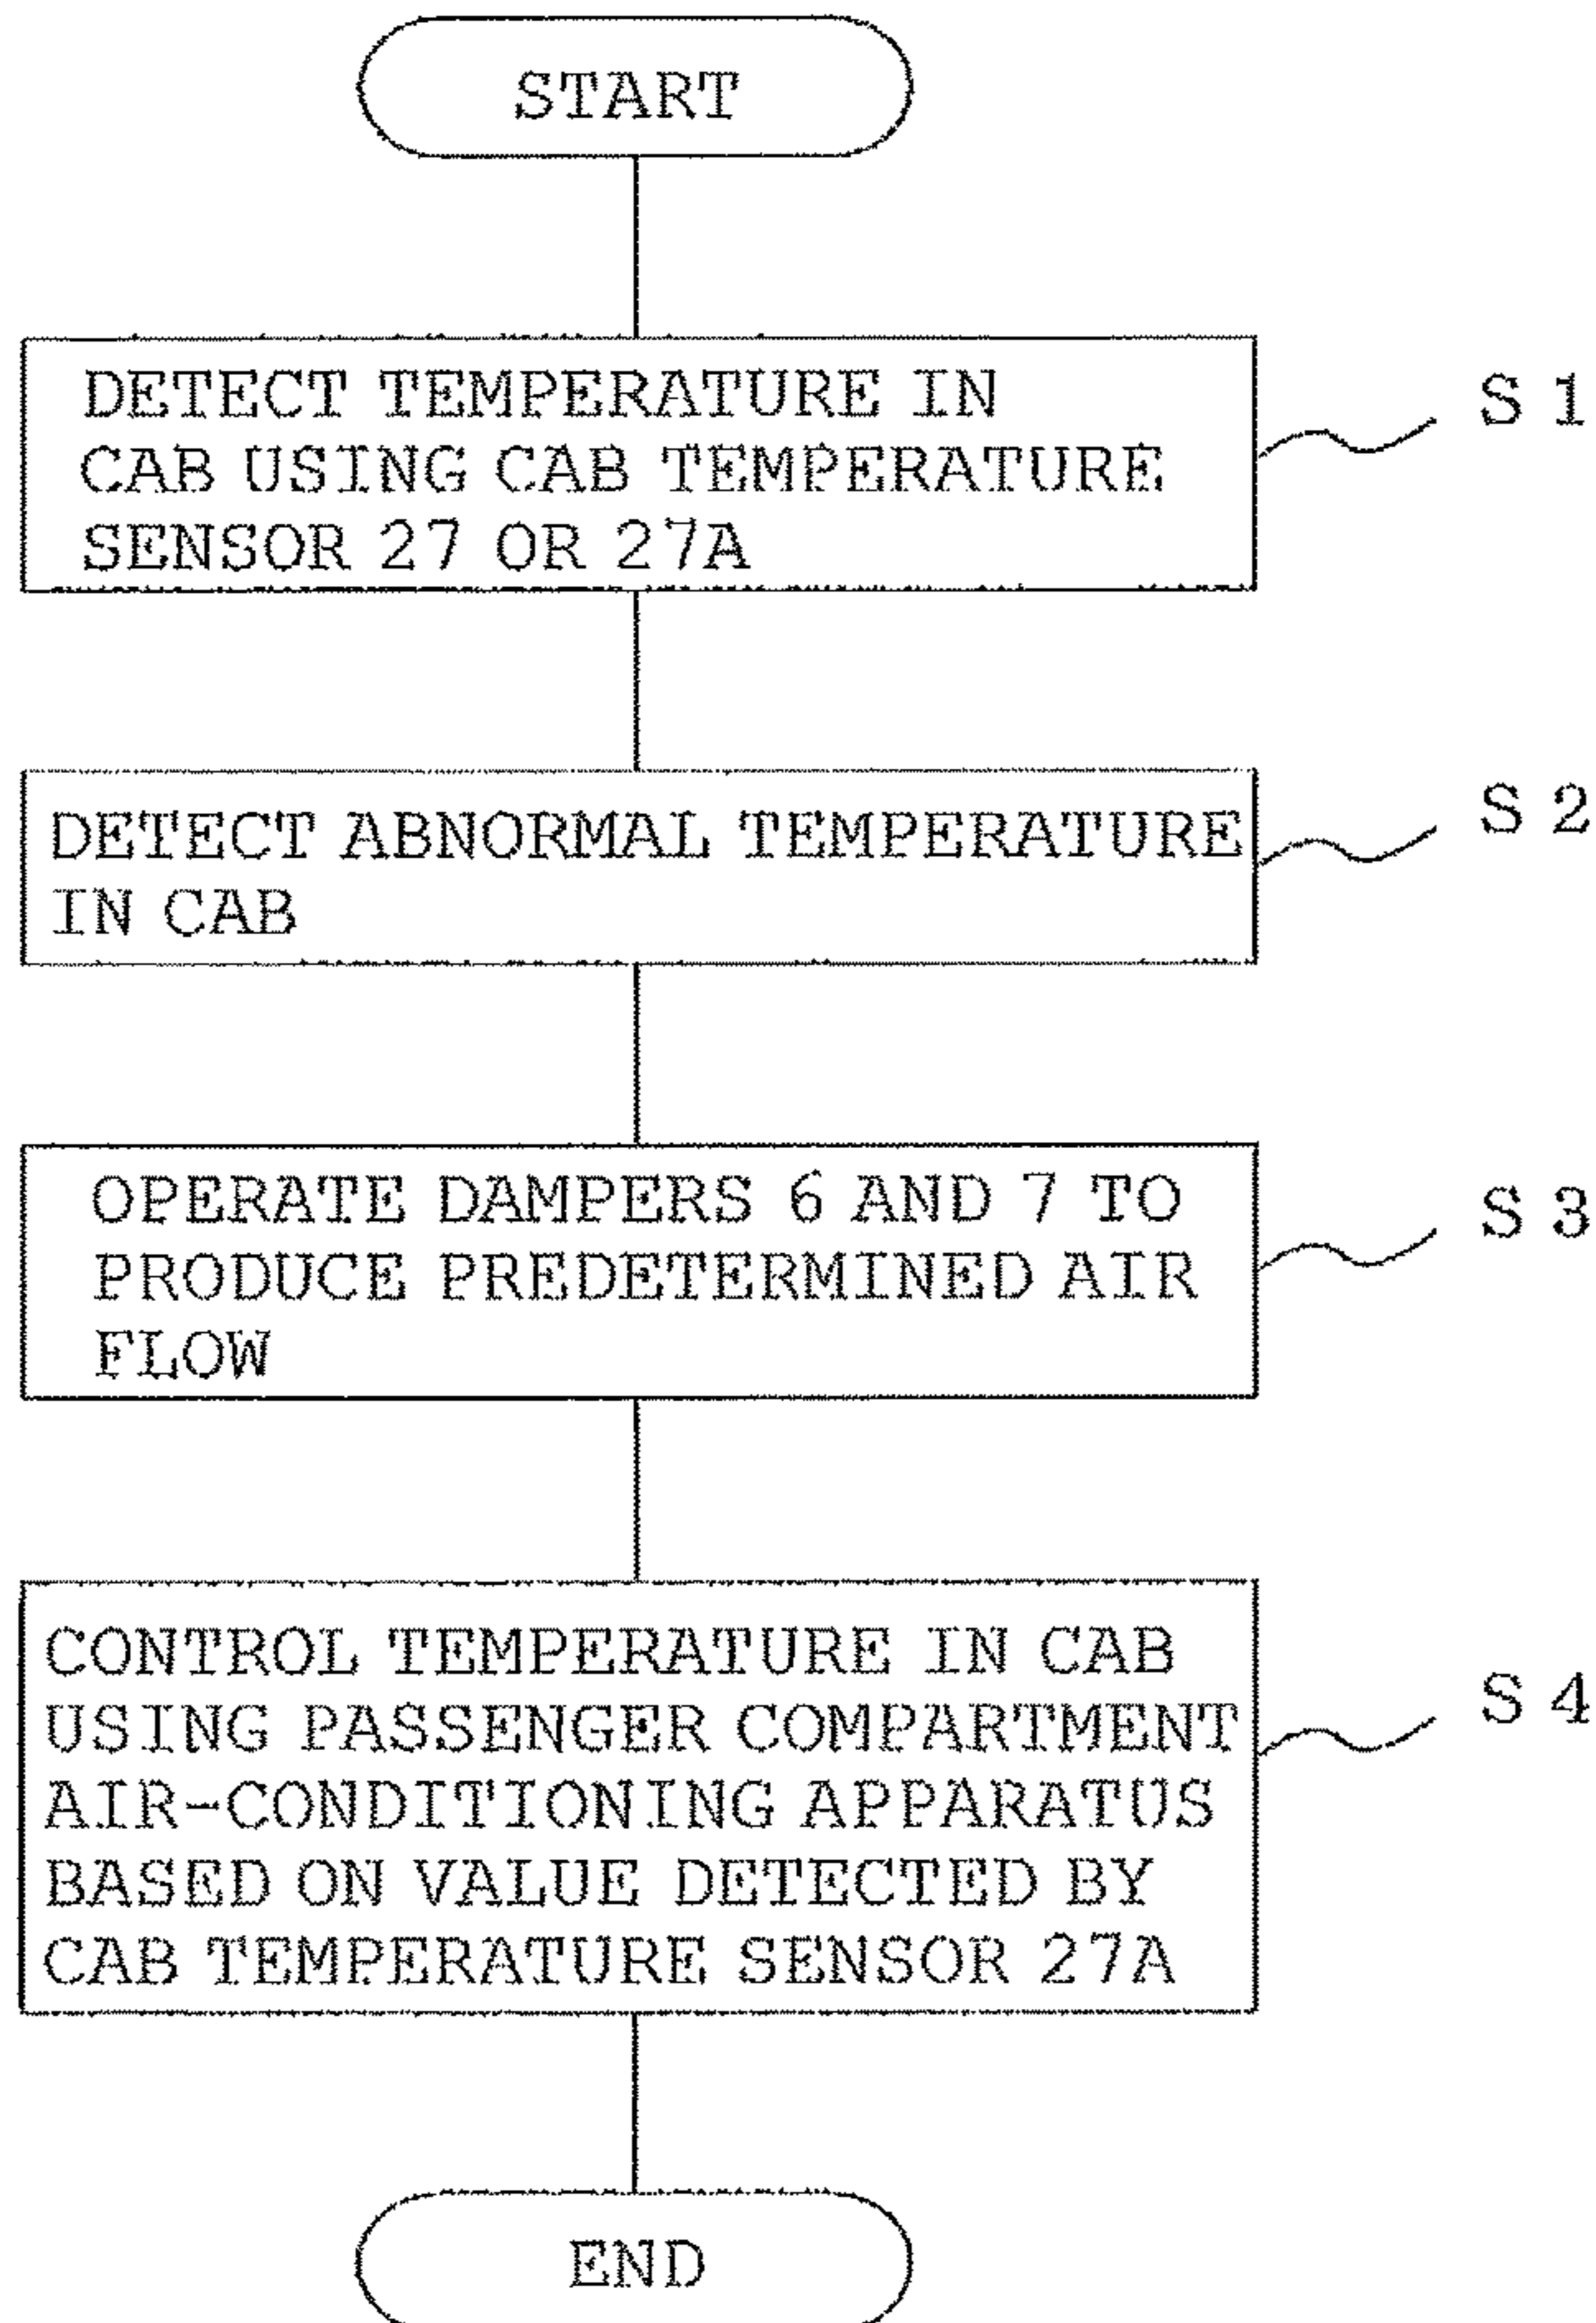 START
DETECT TEMPERATURE IN
CAB USING CAB TEMPERATURE
SENSOR 27 OR 27A
S 1
DETECT ABNORMAL TEMPERATURE
IN CAB
S 2
OPERATE DAMPERS 6 AND 7 TO
PRODUCE PREDETERMINED AIR
FLOW
S 3
CONTROL TEMPERATURE IN CAB
USING PASSENGER COMPARTMENT
AIR-CONDITIONING APPARATUS
BASED ON VALUE DETECTED BY
CAB TEMPERATURE SENSOR 27A
S 4
END